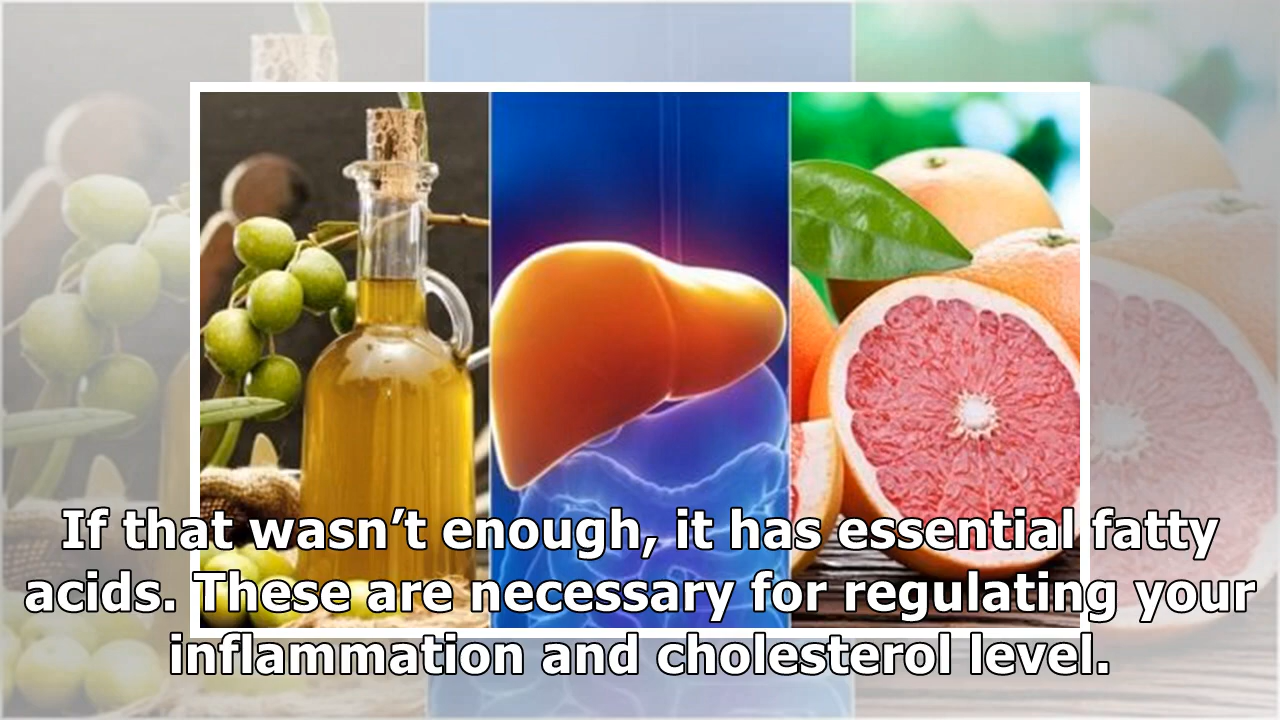 If that wasn’t enough, it has essential fatty
acids. These are necessary for regulating your
inflammation and cholesterol level.